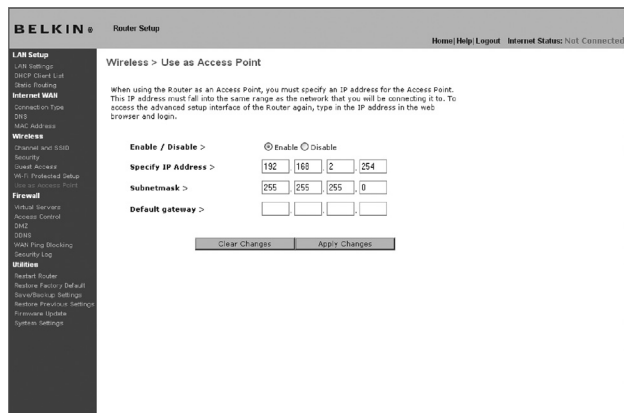 BELKIN
Router Setup
Home|Help|Logout Internet Status: Not Connected
LAN Setup
LAN Settings
DHCP Client List
Static Routing
Internet WAN
Connection Type
DNS
MAC Address
Wireless
Channel and SSID
Security
Guest Access
Wi-Fi Protected Setup
Use as Access Point
Firewall
Virtual Servers
Access Control
DMZ
DDNS
WAN Ping Blocking
Security Log
Utilities
Restart Router
Restore Factory Default
Save/Backup Settings
Restore Previous Settings
Firmware Update
System Settings
Wireless > Use as Access Point
When using the Router as an Access Point, you must specify an IP address for the Access Point.
This IP address must fall into the same range as the network that you will be connecting it to. To
access the advanced setup interface of the Router again, type in the IP address in the web
browser and login.
Enable / Disable > Enable Disable
Specify IP Address > 192 . 168 . 2 . 254
Subnetmask > 255 . 255 . 255 . 0
Default gateway > . . .
Clear Changes Apply Changes